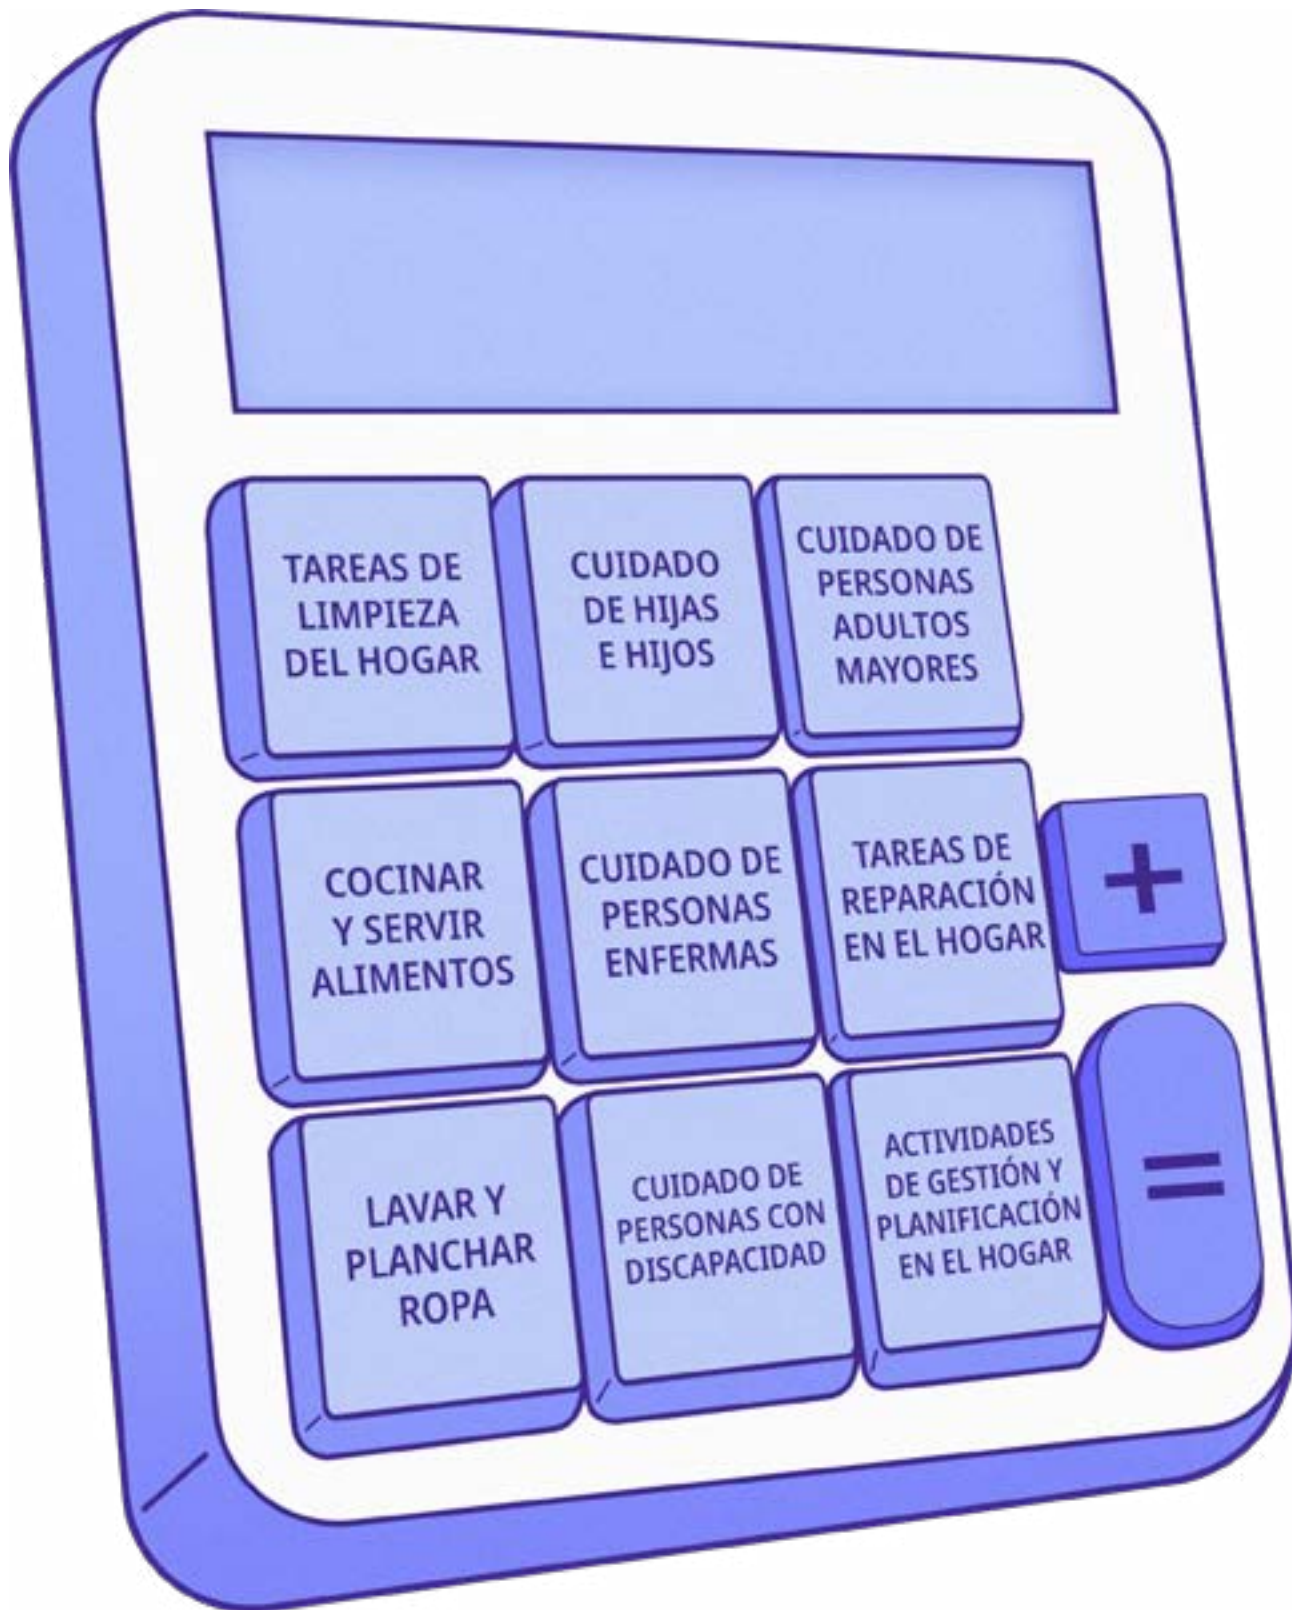 TAREAS DE
LIMPIEZA
DEL HOGAR
CUIDADO
DE HIJAS
E HIJOS
CUIDADO DE
PERSONAS
ADULTOS
MAYORES
COCINAR
Y SERVIR
ALIMENTOS
CUIDADO DE
PERSONAS
ENFERMAS
TAREAS DE
REPARACIÓN
EN EL HOGAR
+
LAVAR Y
PLANCHAR
ROPA
CUIDADO DE
PERSONAS CON
DISCAPACIDAD
ACTIVIDADES
DE GESTIÓN Y
PLANIFICACIÓN
EN EL HOGAR
=